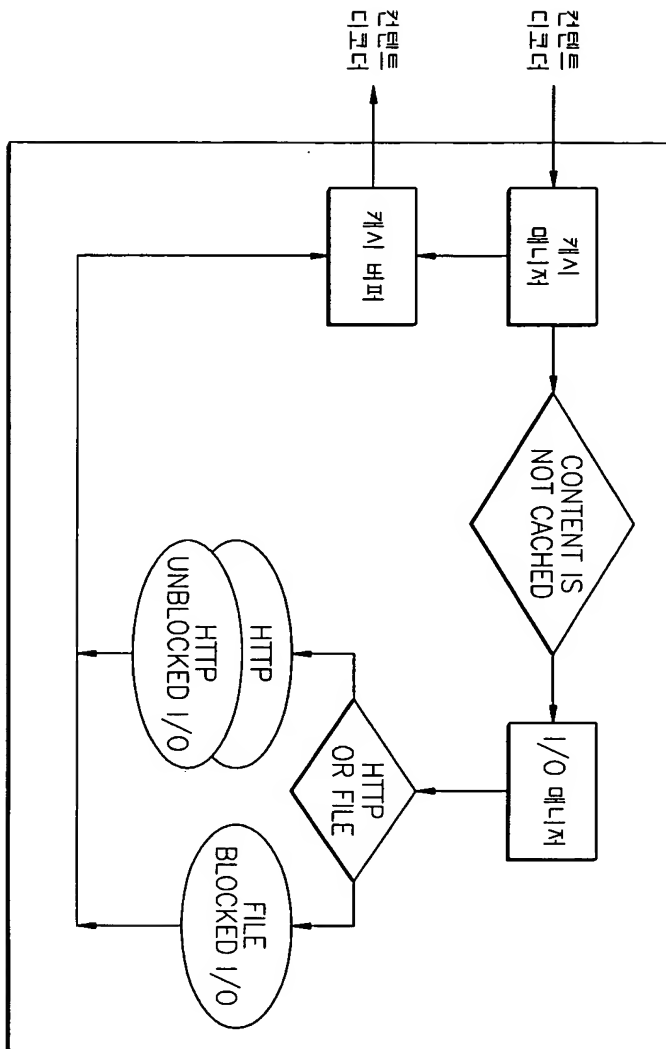 컨텐트
디코더
캐시
매니저
CONTENT IS
NOT CACHED
I/O 매니저
컨텐트
디코더
캐시 버퍼
HTTP
OR FILE
HTTP
HTTP
UNBLOCKED I/O
FILE
BLOCKED I/O